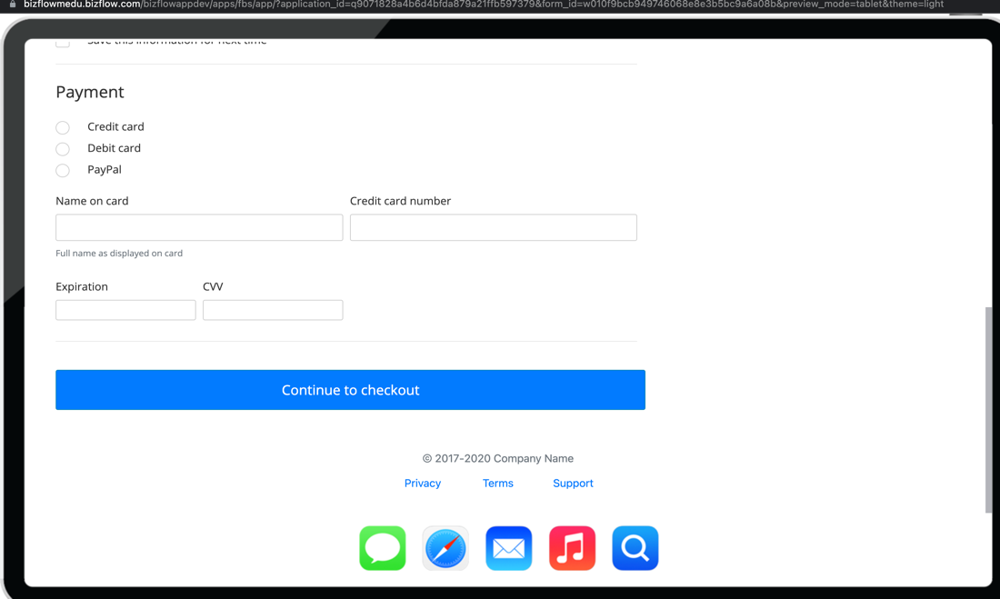 bizflowmedu.bizflow.com/bizflowappdev/apps/fbs/app/?application_id=q9071828a4b6d4bfda879a21ffb597379&form_id=w010f9bcb949746068e8e3b5bc9a6a08b&preview_mode=tablet&theme=light
Save this information for next time
Payment
Credit card
Debit card
PayPal
Name on card Credit card number
Full name as displayed on card
Expiration CVV
Continue to checkout
© 2017-2020 Company Name
Privacy Terms Support